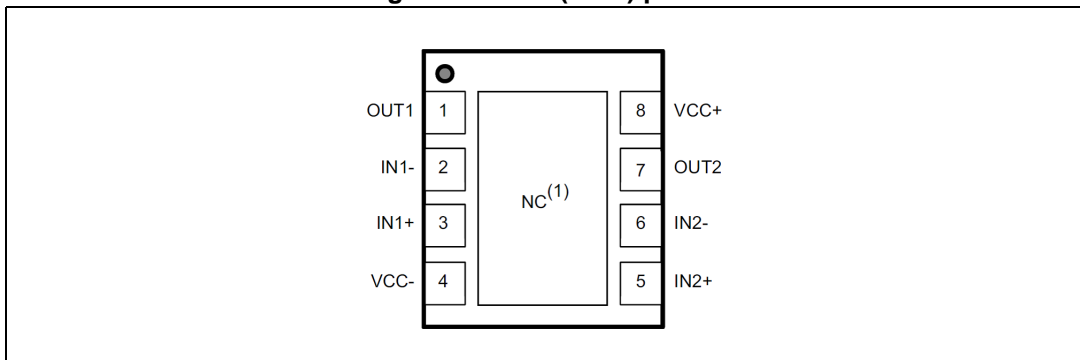 OUT1 1 8 VCC+
IN1- 2 7 OUT2
NC(1)
IN1+ 3 6 IN2-
VCC- 4 5 IN2+